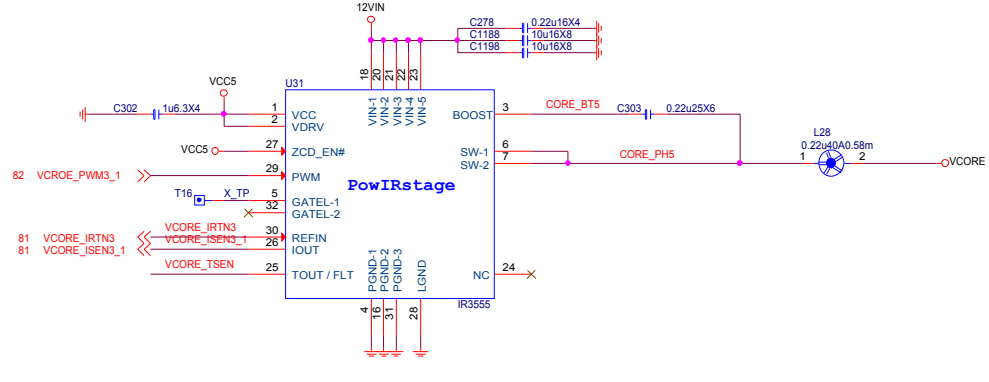 12VIN
C278 0.22u16X4
C1188 10u16X8
C1198 10u16X8
18 20 21 22 23
VCC5
U31
C302 1u6.3X4
1 VCC
2 VDRV
VIN-1 VIN-2 VIN-3 VIN-4 VIN-5
BOOST 3 CORE_BT5 C303 0.22u25X6
L28
0.22u40A0.58m
VCC5 27 ZCD_EN#
SW-1 6
SW-2 7 CORE_PH5 1 2 VCORE
82 VCROE_PWM3_1 29 PWM
PowIRstage
T16 X_TP 5 GATEL-1
32 GATEL-2
VCORE_IRTN3
81 VCORE_IRTN3 30 REFIN
VCORE_ISEN3_1
81 VCORE_ISEN3_1 26 IOUT
VCORE_TSEN 25 TOUT / FLT
PGND-1 PGND-2 PGND-3 LGND
NC 24
IR3555
4 16 31 28